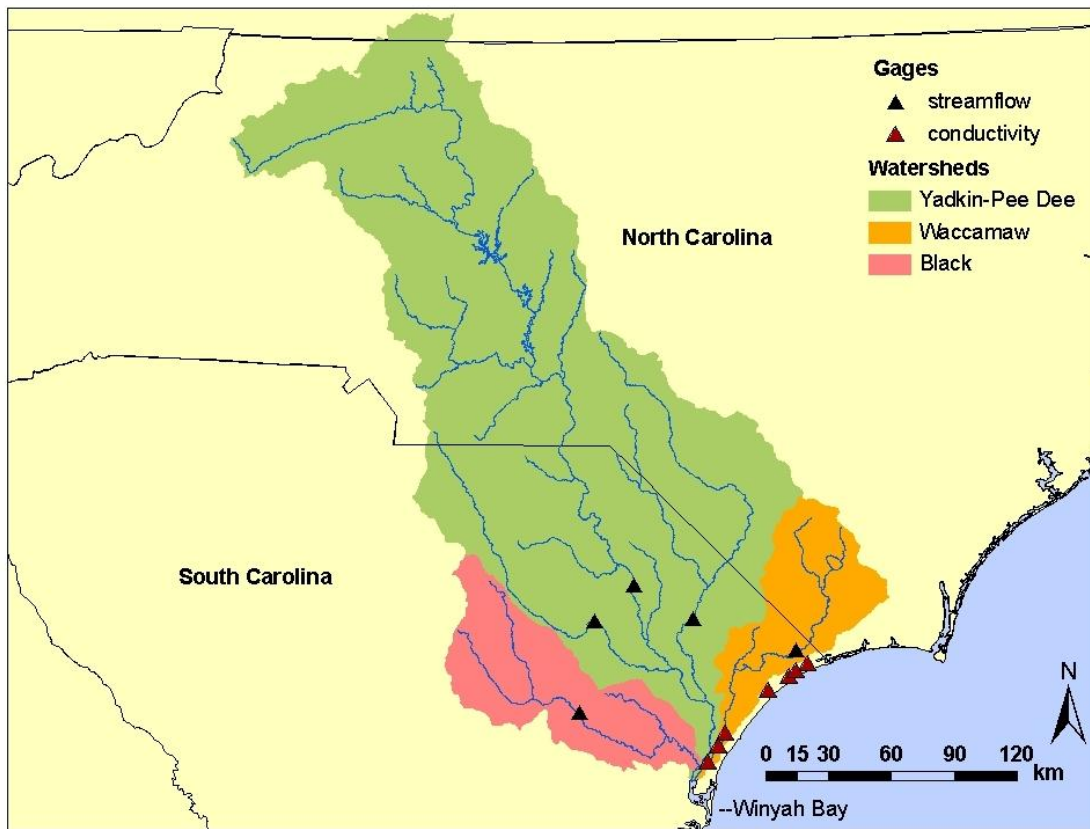 Gages
streamflow
conductivity
Watersheds
Yadkin-Pee Dee
Waccamaw
Black
North Carolina
South Carolina
N
0 15 30 60 90 120
km
--Winyah Bay